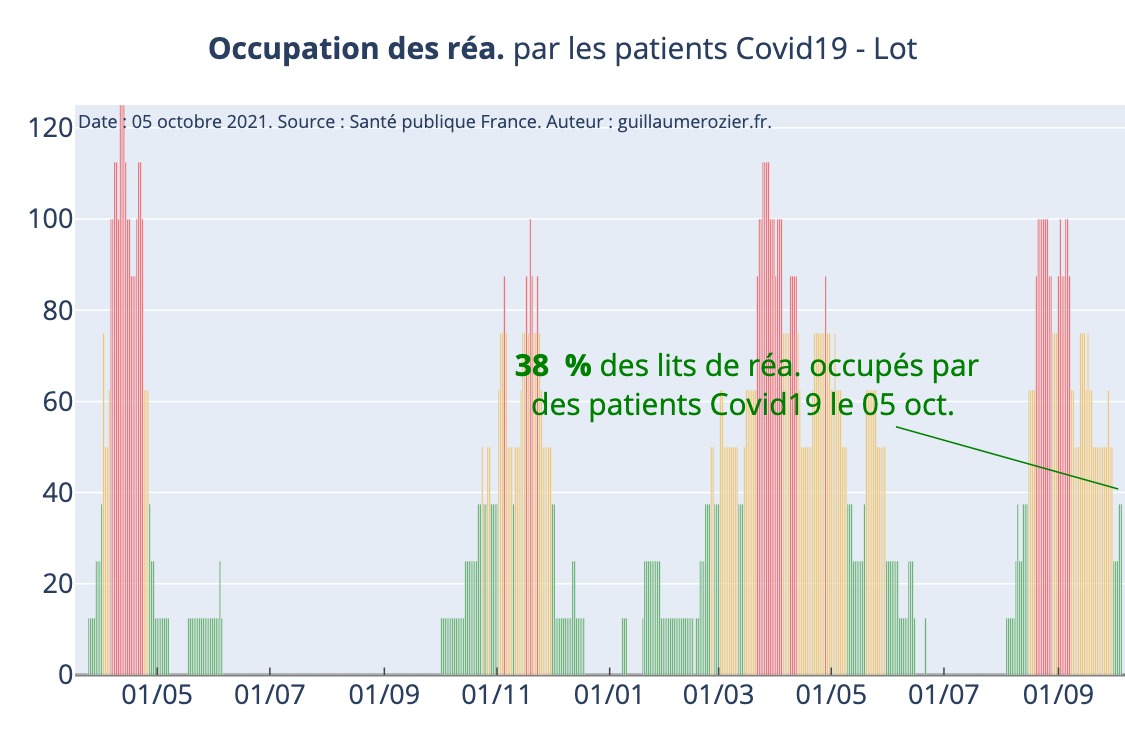 Occupation des réa. par les patients Covid19 - Lot
Date : 05 octobre 2021. Source : Santé publique France. Auteur : guillaumerozier.fr.
120
100
80
60
40
20
0
38 % des lits de réa. occupés par
des patients Covid19 le 05 oct.
01/05 01/07 01/09 01/11 01/01 01/03 01/05 01/07 01/09